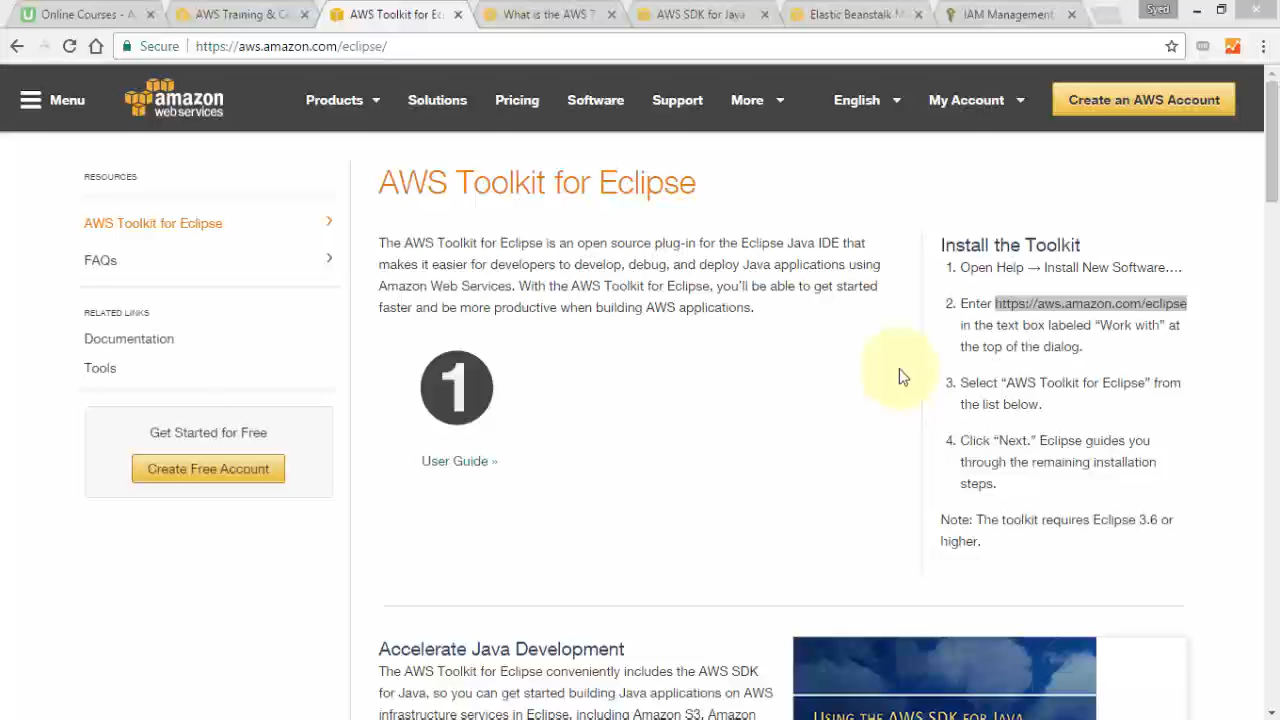 Online Courses - A
AWS Training & C
AWS Toolkit for Ec
What is the AWS T
AWS SDK for Java
Elastic Beanstalk M
IAM Management
Syed
Secure
https://aws.amazon.com/eclipse/
Menu
amazon
web services
Products
Solutions
Pricing
Software
Support
More
English
My Account
Create an AWS Account
RESOURCES
AWS Toolkit for Eclipse
FAQs
RELATED LINKS
Documentation
Tools
Get Started for Free
Create Free Account
AWS Toolkit for Eclipse
The AWS Toolkit for Eclipse is an open source plug-in for the Eclipse Java IDE that
makes it easier for developers to develop, debug, and deploy Java applications using
Amazon Web Services. With the AWS Toolkit for Eclipse, you'll be able to get started
faster and be more productive when building AWS applications.
1
User Guide »
Install the Toolkit
1. Open Help → Install New Software….
2. Enter https://aws.amazon.com/eclipse
in the text box labeled “Work with” at
the top of the dialog.
3. Select “AWS Toolkit for Eclipse” from
the list below.
4. Click “Next.” Eclipse guides you
through the remaining installation
steps.
Note: The toolkit requires Eclipse 3.6 or
higher.
Accelerate Java Development
The AWS Toolkit for Eclipse conveniently includes the AWS SDK
for Java, so you can get started building Java applications on AWS
infrastructure services in Eclipse, including Amazon S3, Amazon
USING THE AWS SDK FOR JAVA